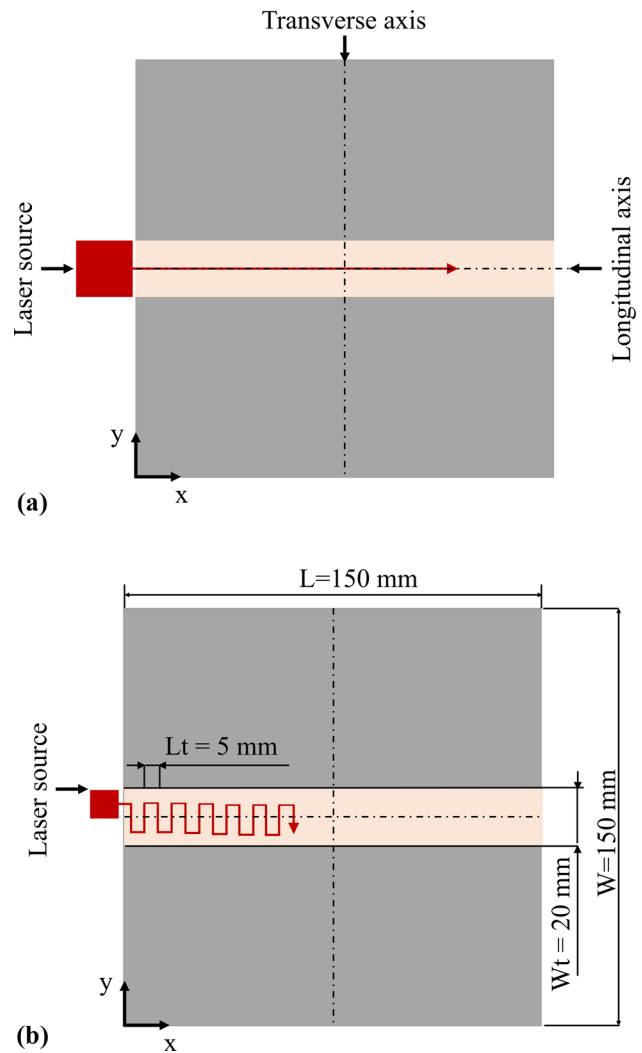 Transverse axis
Laser source
Longitudinal axis
y
x
(a)
L=150 mm
Lt = 5 mm
Laser source
Wt = 20 mm
W=150 mm
y
x
(b)